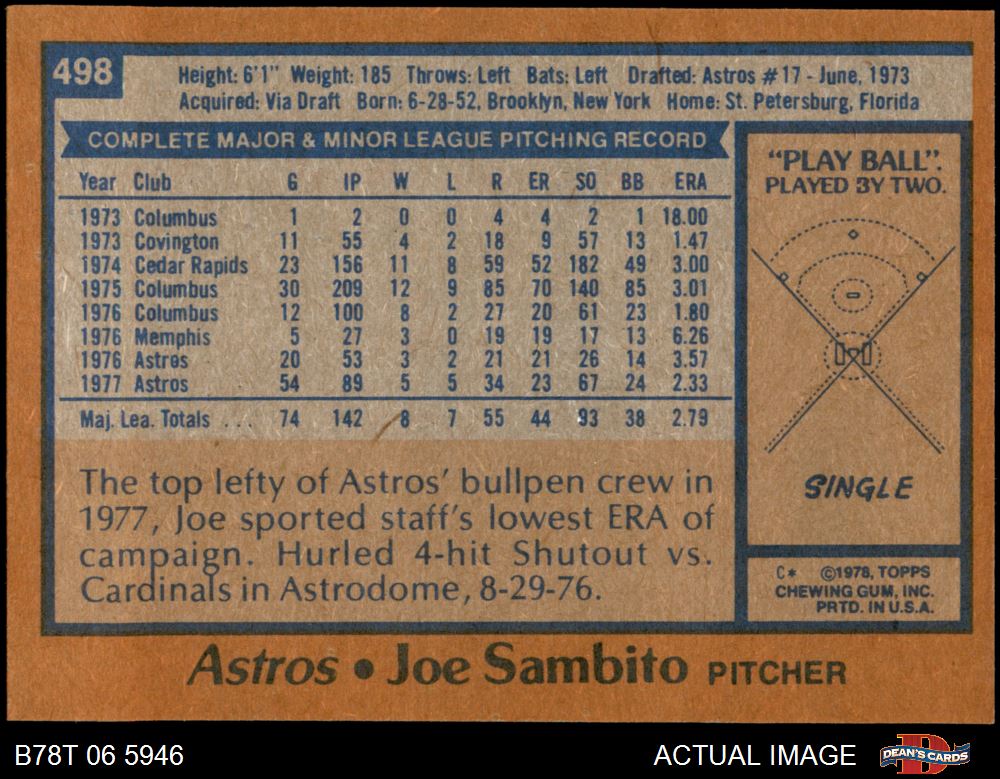 498
Height: 6'1" Weight: 185 Throws: Left Bats: Left Drafted: Astros #17 - June, 1973
Acquired: Via Draft Born: 6-28-52, Brooklyn, New York Home: St. Petersburg, Florida
COMPLETE MAJOR & MINOR LEAGUE PITCHING RECORD
Year Club G IP W L R ER SO BB ERA
1973 Columbus 1 2 0 0 4 4 2 1 18.00
1973 Covington 11 55 4 2 18 9 57 13 1.47
1974 Cedar Rapids 23 156 11 8 59 52 182 49 3.00
1975 Columbus 30 209 12 9 85 70 140 85 3.01
1976 Columbus 12 100 8 2 27 20 61 23 1.80
1976 Memphis 5 27 3 0 19 19 17 13 6.26
1976 Astros 20 53 3 2 21 21 26 14 3.57
1977 Astros 54 89 5 5 34 23 67 24 2.33
Maj. Lea. Totals ... 74 142 8 7 55 44 93 38 2.79
The top lefty of Astros' bullpen crew in
1977, Joe sported staff's lowest ERA of
campaign. Hurled 4-hit Shutout vs.
Cardinals in Astrodome, 8-29-76.
"PLAY BALL".
PLAYED BY TWO.
SINGLE
C* ©1978, TOPPS
CHEWING GUM, INC.
PRTD. IN U.S.A.
Astros • Joe Sambito PITCHER
B78T 06 5946
ACTUAL IMAGE
DEAN'S CARDS